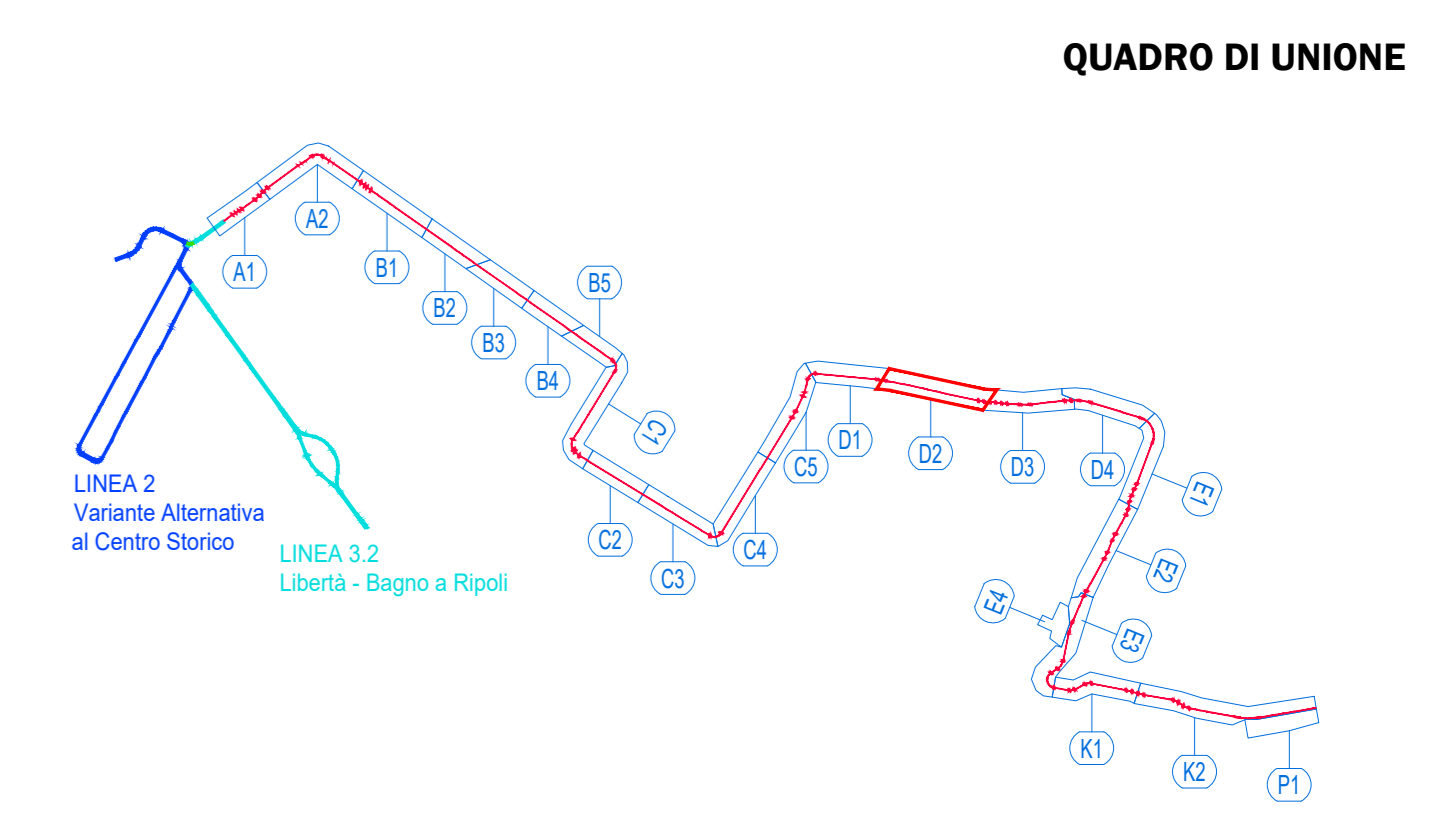 QUADRO DI UNIONE
A1
A2
B1
B2
B3
B4
B5
C1
C2
C3
C4
C5
D1
D2
D3
D4
E1
E2
E3
E4
K1
K2
P1
LINEA 2
Variante Alternativa
al Centro Storico
LINEA 3.2
Libertà - Bagno a Ripoli